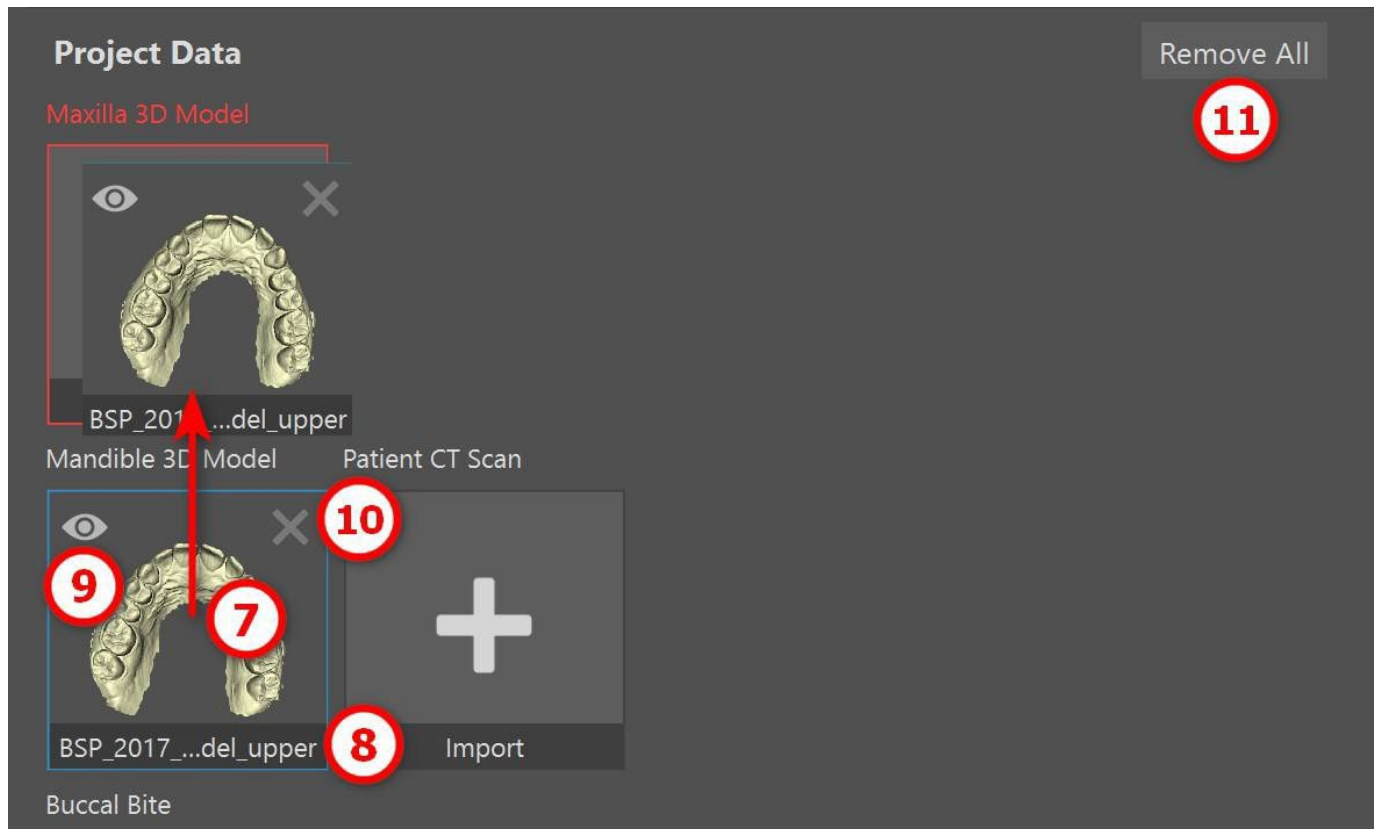 Project Data
Remove All
11
Maxilla 3D Model
BSP_201 _...del_upper
Mandible 3D Model
Patient CT Scan
10
9
7
BSP_2017_...del_upper
8
Import
Buccal Bite